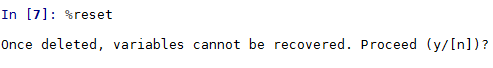 In [7]: %reset
Once deleted, variables cannot be recovered. Proceed (y/[n])?